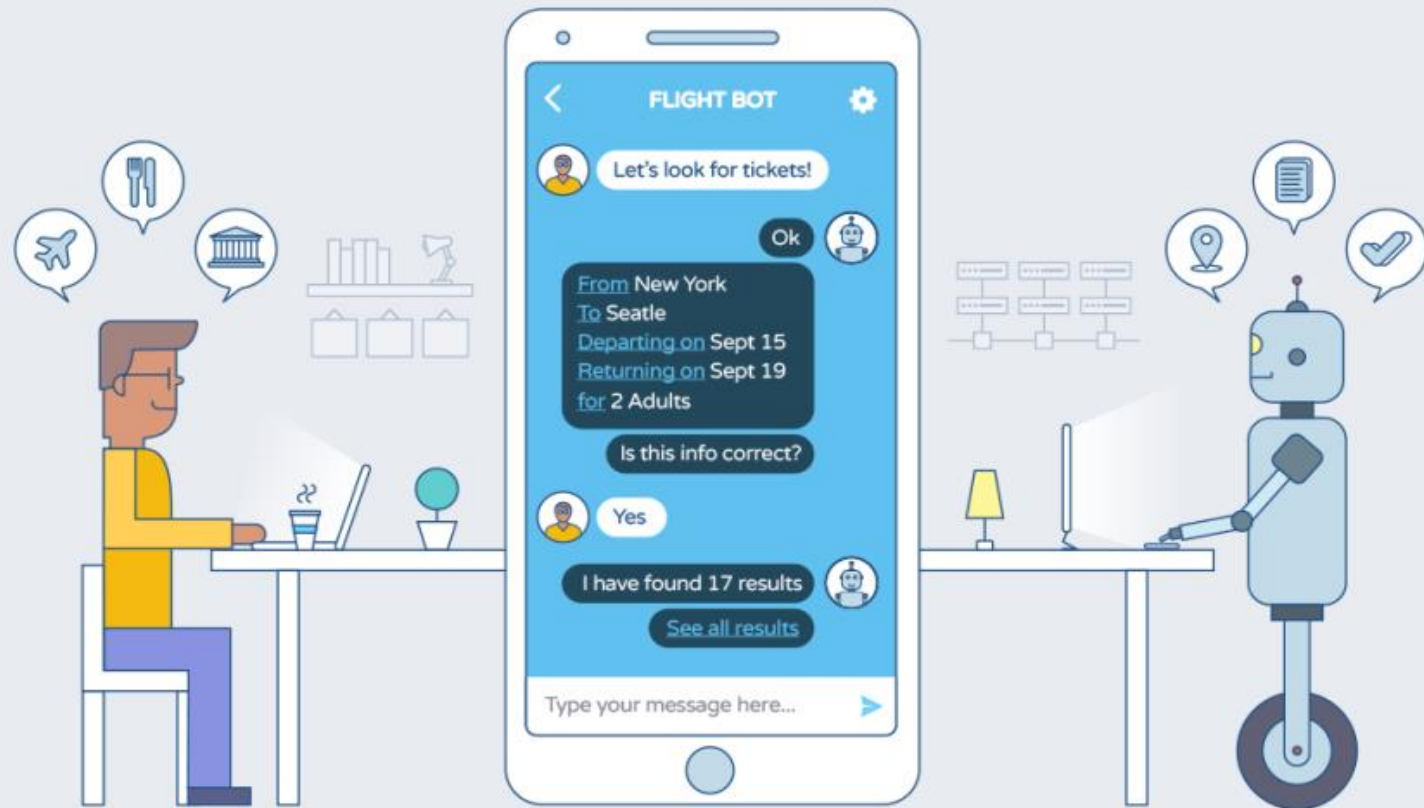 FLIGHT BOT
Let's look for tickets!
Ok
From New York
To Seatle
Departing on Sept 15
Returning on Sept 19
for 2 Adults
Is this info correct?
Yes
I have found 17 results
See all results
Type your message here...